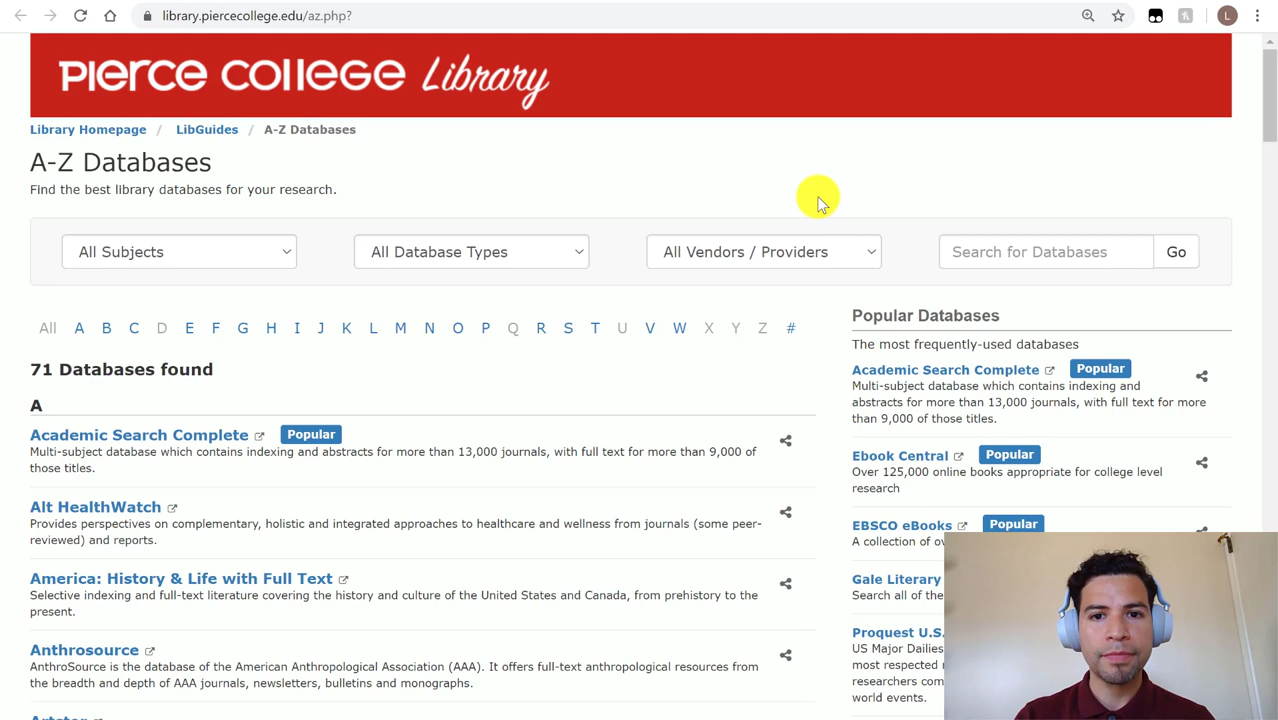 library.piercecollege.edu/az.php?
L
PIERCE COLLEGE Library
Library Homepage / LibGuides / A-Z Databases
A-Z Databases
Find the best library databases for your research.
All Subjects
All Database Types
All Vendors / Providers
Search for Databases
Go
All A B C D E F G H I J K L M N O P Q R S T U V W X Y Z #
71 Databases found
A
Academic Search Complete Popular
Multi-subject database which contains indexing and abstracts for more than 13,000 journals, with full text for more than 9,000 of
those titles.
Alt HealthWatch
Provides perspectives on complementary, holistic and integrated approaches to healthcare and wellness from journals (some peer-
reviewed) and reports.
America: History & Life with Full Text
Selective indexing and full-text literature covering the history and culture of the United States and Canada, from prehistory to the
present.
Anthrosource
AnthroSource is the database of the American Anthropological Association (AAA). It offers full-text anthropological resources from
the breadth and depth of AAA journals, newsletters, bulletins and monographs.
Popular Databases
The most frequently-used databases
Academic Search Complete Popular
Multi-subject database which contains indexing and
abstracts for more than 13,000 journals, with full text for more
than 9,000 of those titles.
Ebook Central Popular
Over 125,000 online books appropriate for college level
research
EBSCO eBooks Popular
A collection of
Gale Literary
Search all of the
Proquest U.S.
US Major Dailies
most respected
researchers
world events.